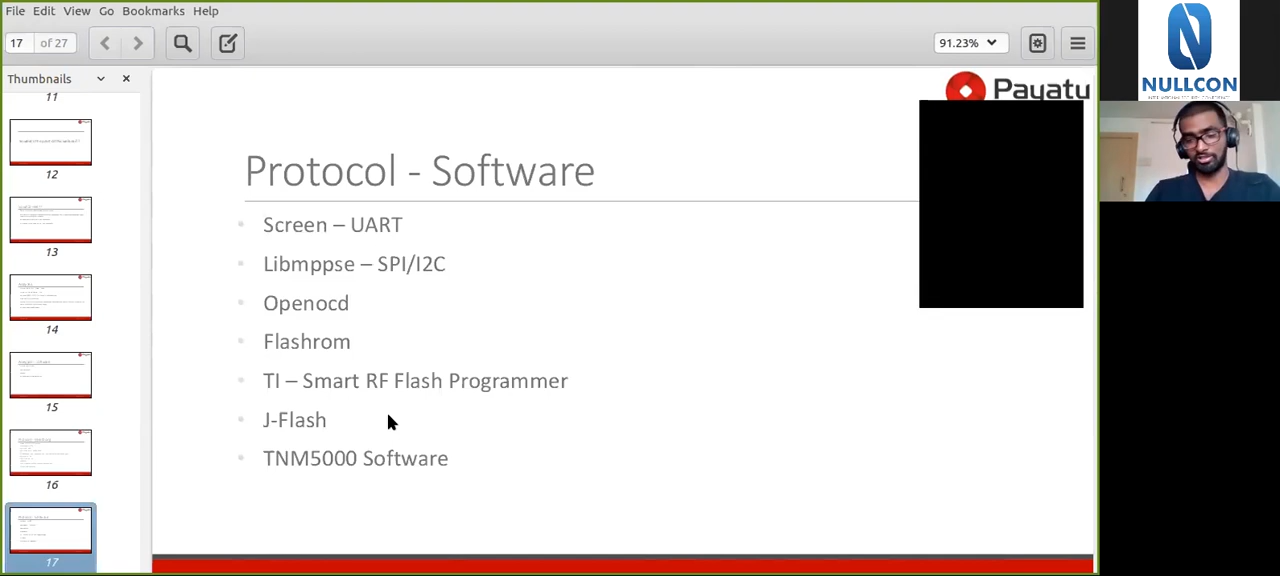 File Edit View Go Bookmarks Help
17 of 27
91.23%
Thumbnails
11
12
13
14
15
16
17
Payatu
Protocol - Software
Screen – UART
Libmppse – SPI/I2C
Openocd
Flashrom
TI – Smart RF Flash Programmer
J-Flash
TNM5000 Software
NULLCON